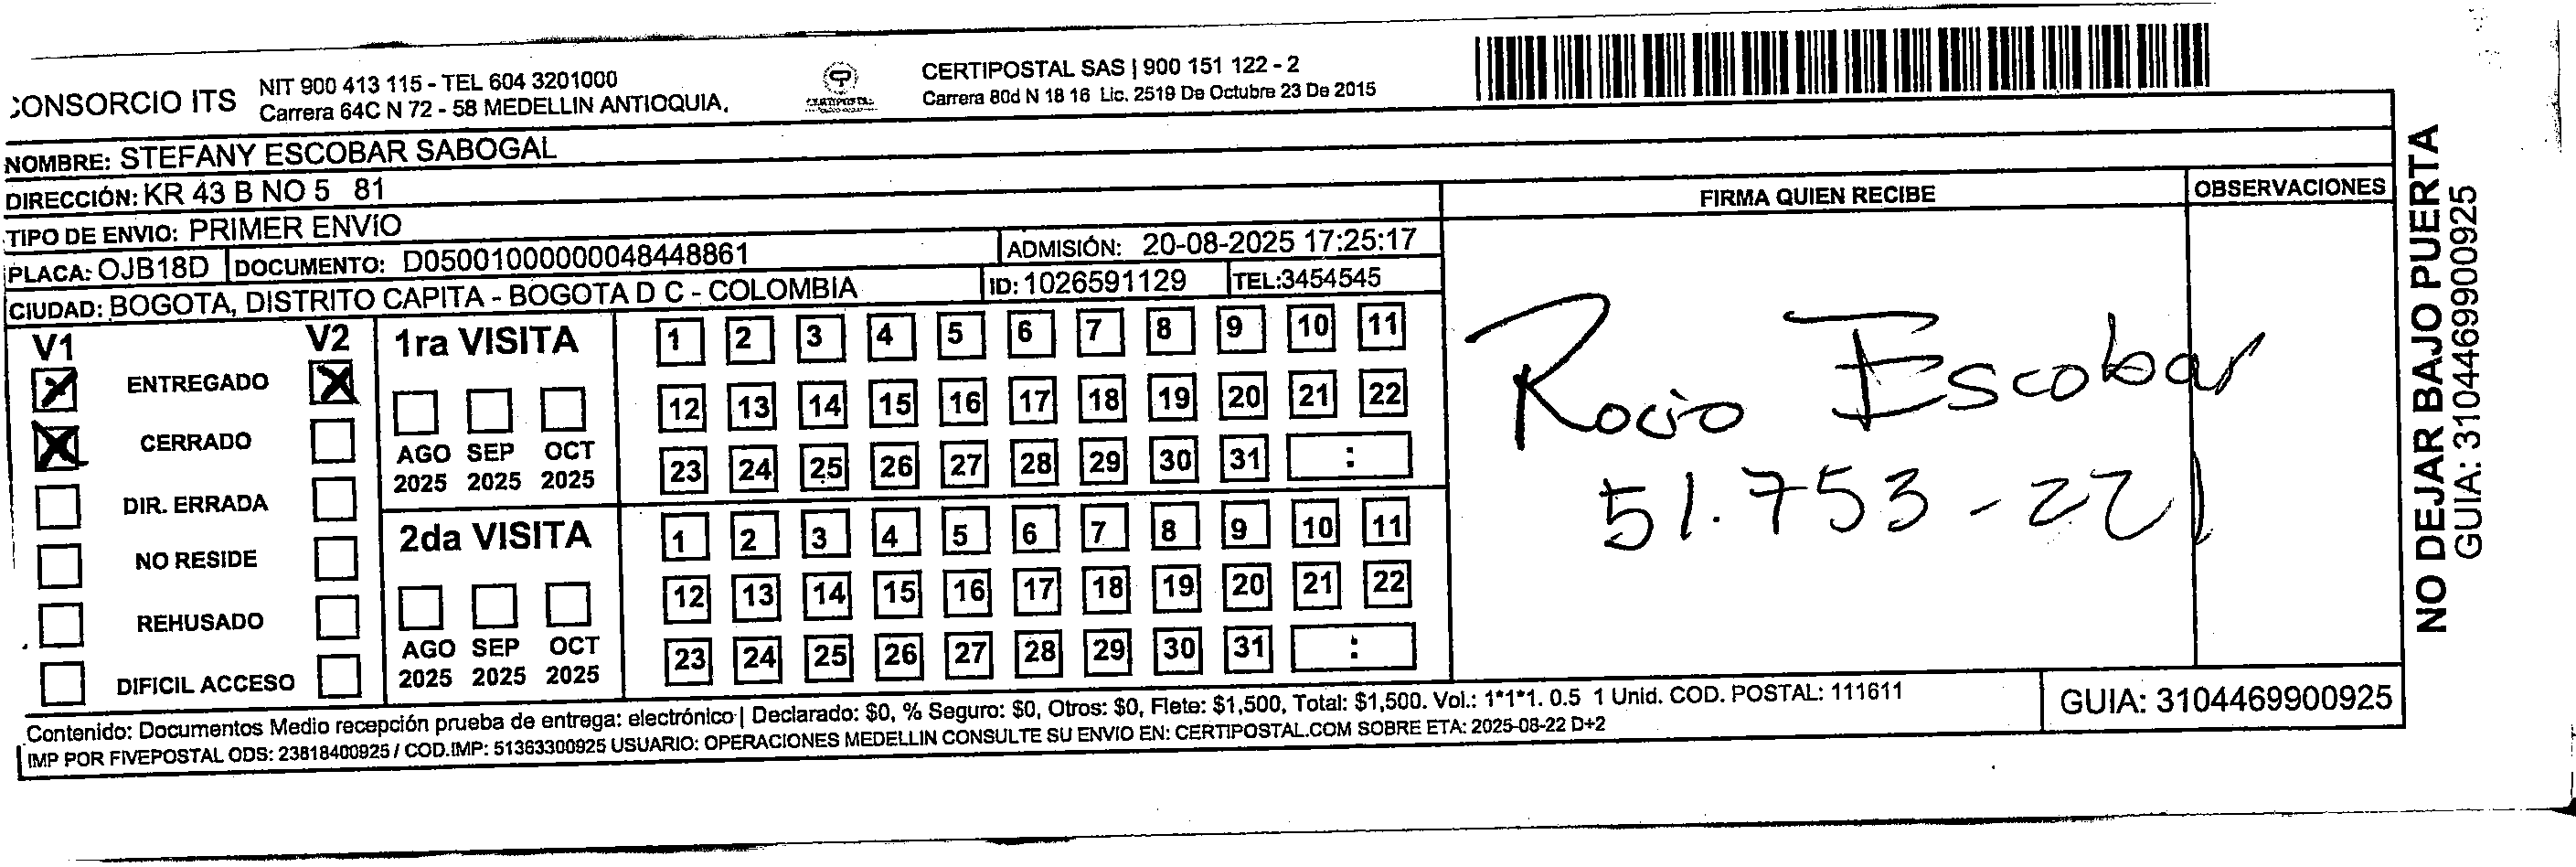 CONSORCIO ITS
NIT 900 413 115 - TEL 604 3201000
Carrera 64C N 72 - 58 MEDELLIN ANTIOQUIA.
CERTIPOSTAL
CERTIPOSTAL SAS | 900 151 122 - 2
Carrera 80d N 18 16 Lic. 2519 De Octubre 23 De 2015
NOMBRE: STEFANY ESCOBAR SABOGAL
DIRECCIÓN: KR 43 B NO 5 81
TIPO DE ENVIO: PRIMER ENVIO
PLACA: OJB18D DOCUMENTO: D05001000000048448861 ADMISIÓN: 20-08-2025 17:25:17
CIUDAD: BOGOTA, DISTRITO CAPITA - BOGOTA D C - COLOMBIA ID: 1026591129 TEL:3454545
V1 V2
ENTREGADO
CERRADO
DIR. ERRADA
NO RESIDE
REHUSADO
DIFICIL ACCESO
1ra VISITA
AGO SEP OCT
2025 2025 2025
1 2 3 4 5 6 7 8 9 10 11
12 13 14 15 16 17 18 19 20 21 22
23 24 25 26 27 28 29 30 31 :
2da VISITA
AGO SEP OCT
2025 2025 2025
1 2 3 4 5 6 7 8 9 10 11
12 13 14 15 16 17 18 19 20 21 22
23 24 25 26 27 28 29 30 31 :
FIRMA QUIEN RECIBE
Rocio Escobar
51.753-221
OBSERVACIONES
Contenido: Documentos Medio recepción prueba de entrega: electrónico | Declarado: $0, % Seguro: $0, Otros: $0, Flete: $1,500, Total: $1,500. Vol.: 1*1*1. 0.5 1 Unid. COD. POSTAL: 111611
IMP POR FIVEPOSTAL ODS: 23818400925 / COD.IMP: 51363300925 USUARIO: OPERACIONES MEDELLIN CONSULTE SU ENVIO EN: CERTIPOSTAL.COM SOBRE ETA: 2025-08-22 D+2
GUIA: 3104469900925
NO DEJAR BAJO PUERTA
GUIA: 3104469900925